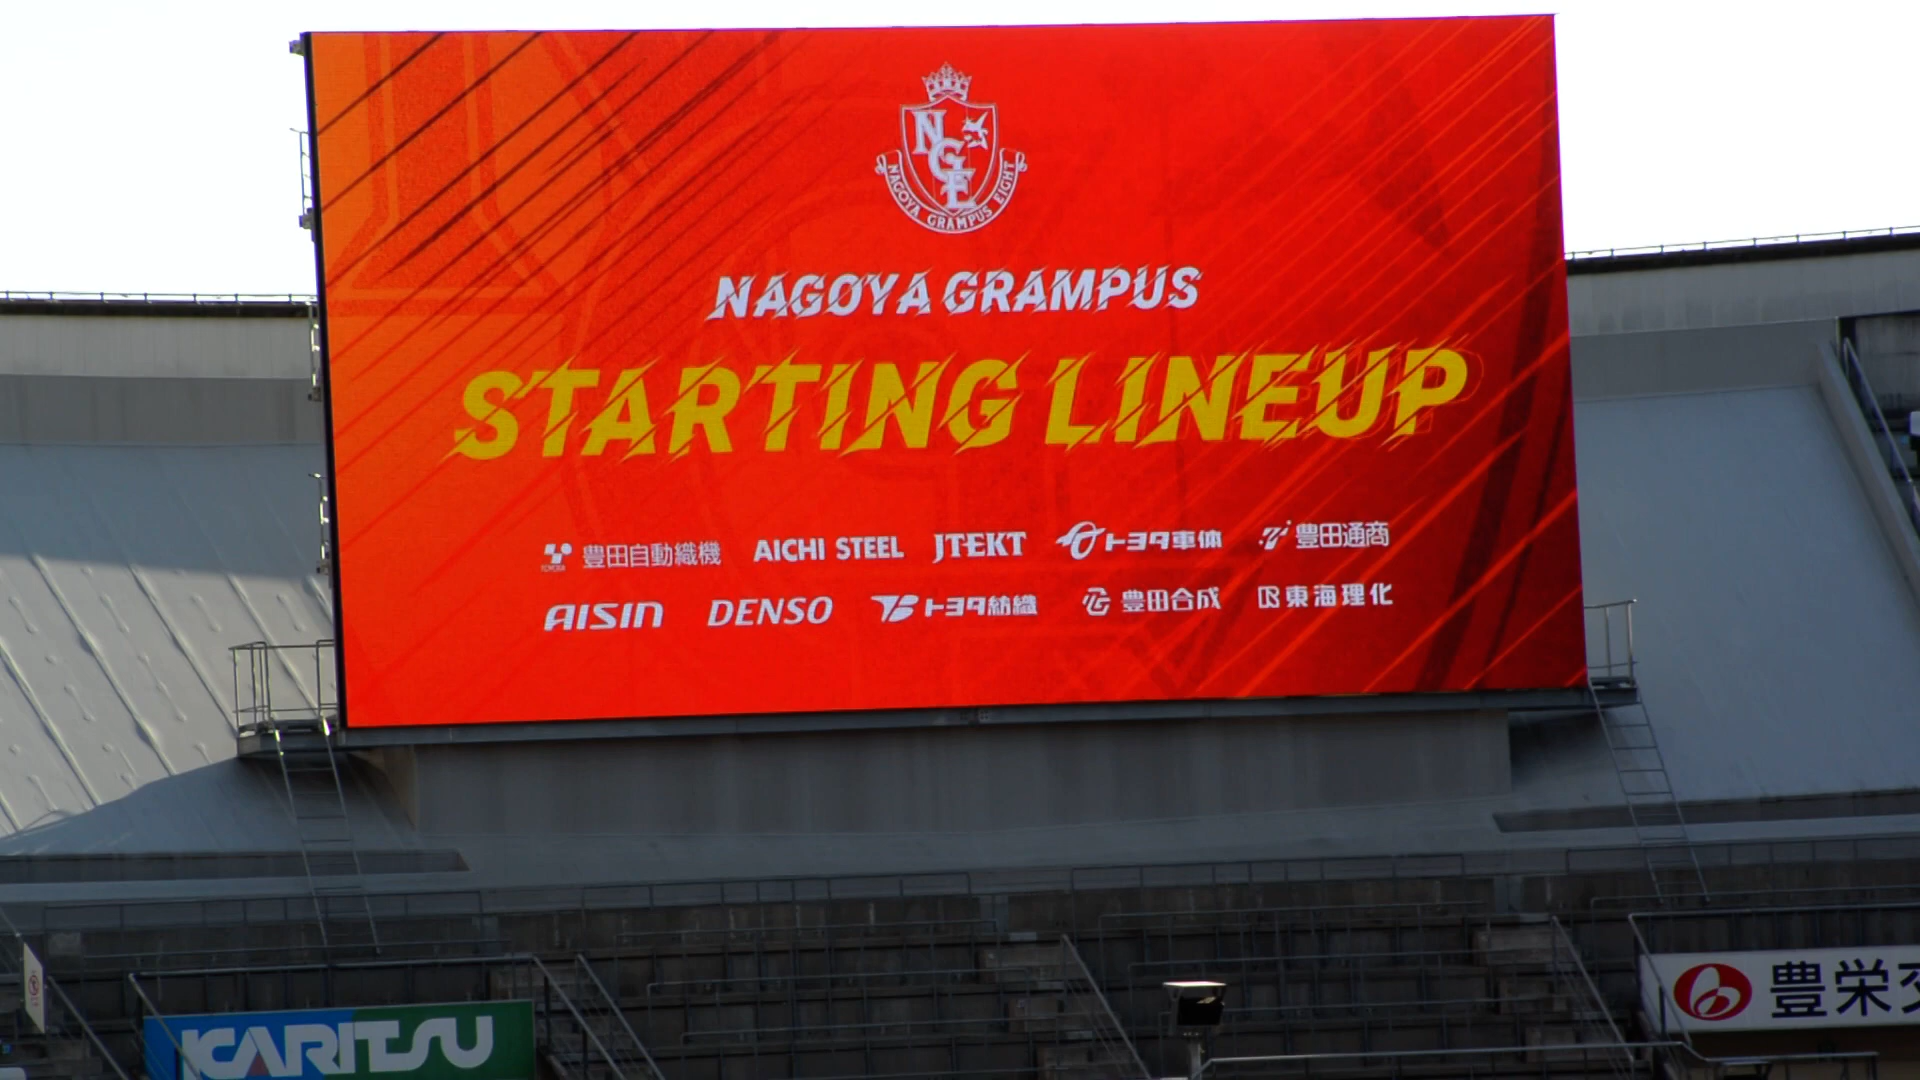 NGE
NAGOYA GRAMPUS EIGHT
NAGOYA GRAMPUS
STARTING LINEUP
TOYOTA 豊田自動織機 AICHI STEEL JTEKT トヨタ車体 豊田通商
AISIN DENSO トヨタ紡織 豊田合成 東海理化
KARITSU
豊栄交